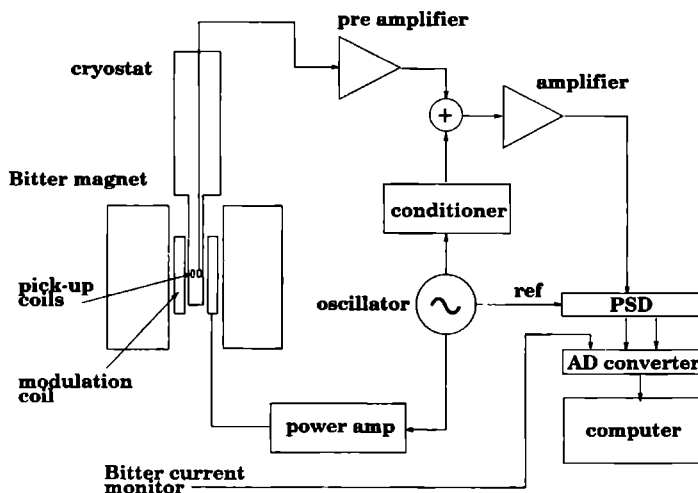 pre amplifier
cryostat
amplifier
+
Bitter magnet
conditioner
pick-up
coils
oscillator
ref
PSD
modulation
coil
AD converter
power amp
computer
Bitter current
monitor